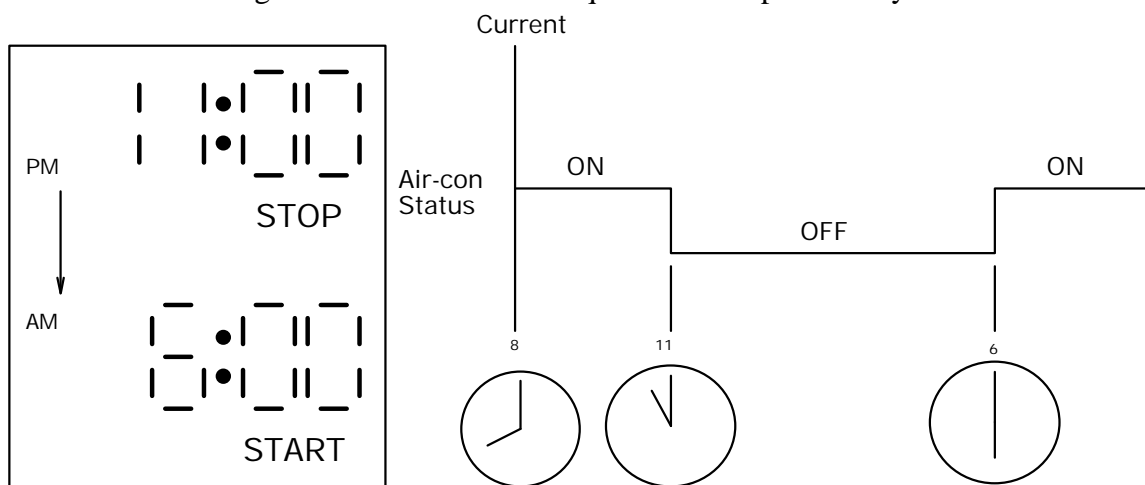 Current
11:00
PM
STOP
Air-con
Status
ON
OFF
ON
AM
6:00
START
8
11
6